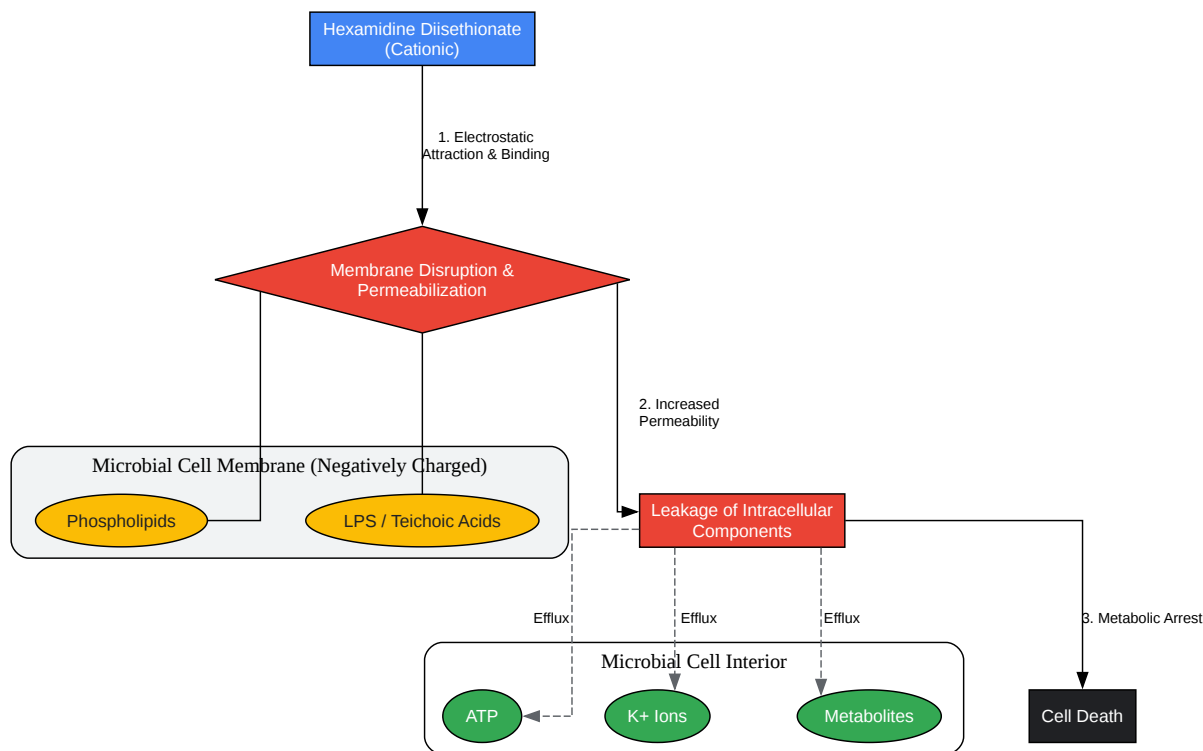 Hexamidine Diisethionate
(Cationic)
1. Electrostatic
Attraction & Binding
Membrane Disruption &
Permeabilization
2. Increased
Permeability
Microbial Cell Membrane (Negatively Charged)
Phospholipids
LPS / Teichoic Acids
Leakage of Intracellular
Components
Efflux
Efflux
Efflux
3. Metabolic Arrest
Microbial Cell Interior
ATP
K+ Ions
Metabolites
Cell Death